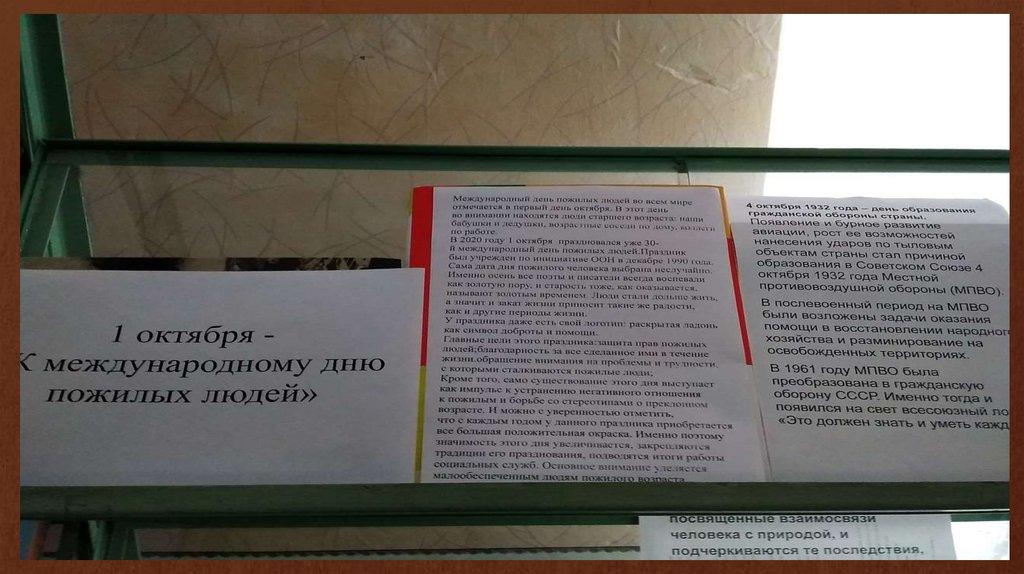 1 октября -
К международному дню
пожилых людей»
Международный день пожилых людей во всем мире
отмечается в первый день октября. В этот день
во внимании находятся люди старшего возраста: наши
бабушки и дедушки, возрастные соседи по дому, коллеги
по работе.
В 2020 году 1 октября праздновался уже 30-
й международный день пожилых людей.Праздник
был учрежден по инициативе ООН в декабре 1990 года.
Сама дата дня пожилого человека выбрана неслучайно.
Именно осень все поэты и писатели всегда воспевали
как золотую пору, и старость тоже, как оказывается,
называют золотым временем. Люди стали дольше жить,
а значит и закат жизни приносит такие же радости,
как и другие периоды жизни.
У праздника даже есть свой логотип: раскрытая ладонь
как символ доброты и помощи.
Главные цели этого праздника:защита прав пожилых
людей;благодарность за все сделанное ими в течение
жизни.обращение внимания на проблемы и трудности,
с которыми сталкиваются пожилые люди;
Кроме того, само существование этого дня выступает
как импульс к устранению негативного отношения
к пожилым и борьбе со стереотипами о преклонном
возрасте. И можно с уверенностью отметить,
что с каждым годом у данного праздника приобретается
все большая положительная окраска. Именно поэтому
значимость этого дня увеличивается, закрепляются
традиции его празднования, подводятся итоги работы
социальных служб. Основное внимание уделяется
малообеспеченным людям пожилого возраста
4 октября 1932 года – день образования
гражданской обороны страны.
Появление и бурное развитие
авиации, рост ее возможностей
нанесения ударов по тыловым
объектам страны стал причиной
образования в Советском Союзе 4
октября 1932 года Местной
противовоздушной обороны (МПВО).
В послевоенный период на МПВО
были возложены задачи оказания
помощи в восстановлении народног
хозяйства и разминирование на
освобожденных территориях.
В 1961 году МПВО была
преобразована в гражданскую
оборону СССР. Именно тогда и
появился на свет всесоюзный ло
«Это должен знать и уметь кажд
посвященные взаимосвязи
человека с природой, и
подчеркиваются те последствия,